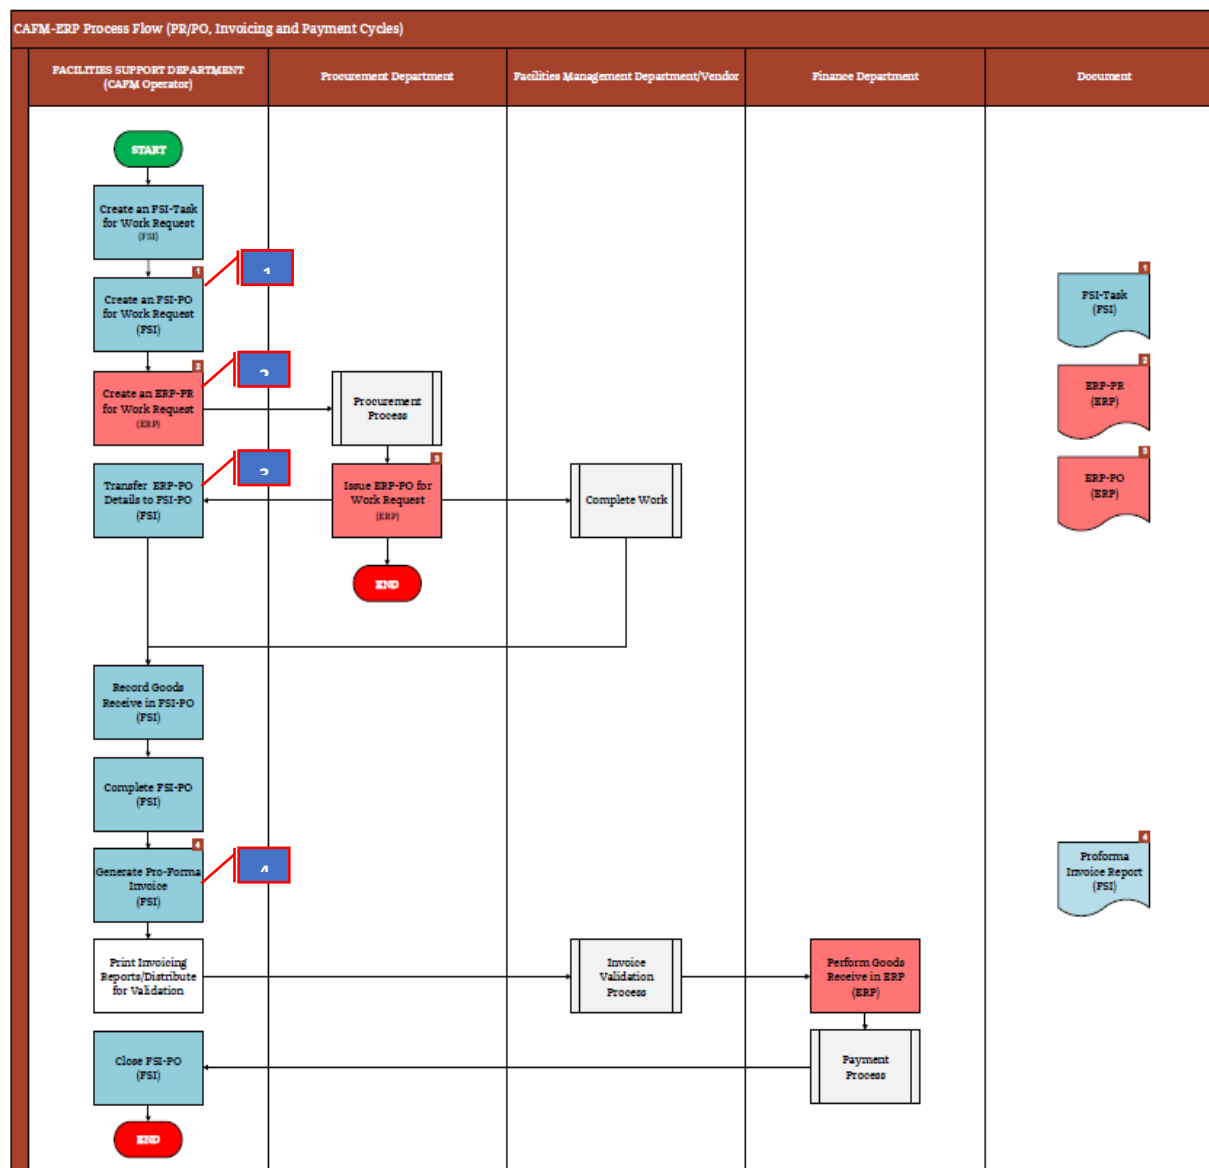 CAFM-ERP Process Flow (PR/PO, Invoicing and Payment Cycles)
FACILITIES SUPPORT DEPARTMENT
(CAFM Operator)
Procurement Department
Facilities Management Department/Vendor
Finance Department
Document
START
Create an FSI-Task
for Work Request
(FSI)
1
1
Create an FSI-PO
for Work Request
(FSI)
1
FSI-Task
(FSI)
2
2
Create an ERP-PR
for Work Request
(ERP)
Procurement
Process
2
ERP-PR
(ERP)
Transfer ERP-PO
Details to FSI-PO
(FSI)
3
3
Issue ERP-PO for
Work Request
(ERP)
Complete Work
3
ERP-PO
(ERP)
END
Record Goods
Receive in FSI-PO
(FSI)
Complete FSI-PO
(FSI)
4
4
Generate Pro-Forma
Invoice
(FSI)
4
Proforma
Invoice Report
(FSI)
Print Invoicing
Reports/Distribute
for Validation
Invoice
Validation
Process
Perform Goods
Receive in ERP
(ERP)
Close FSI-PO
(FSI)
Payment
Process
END